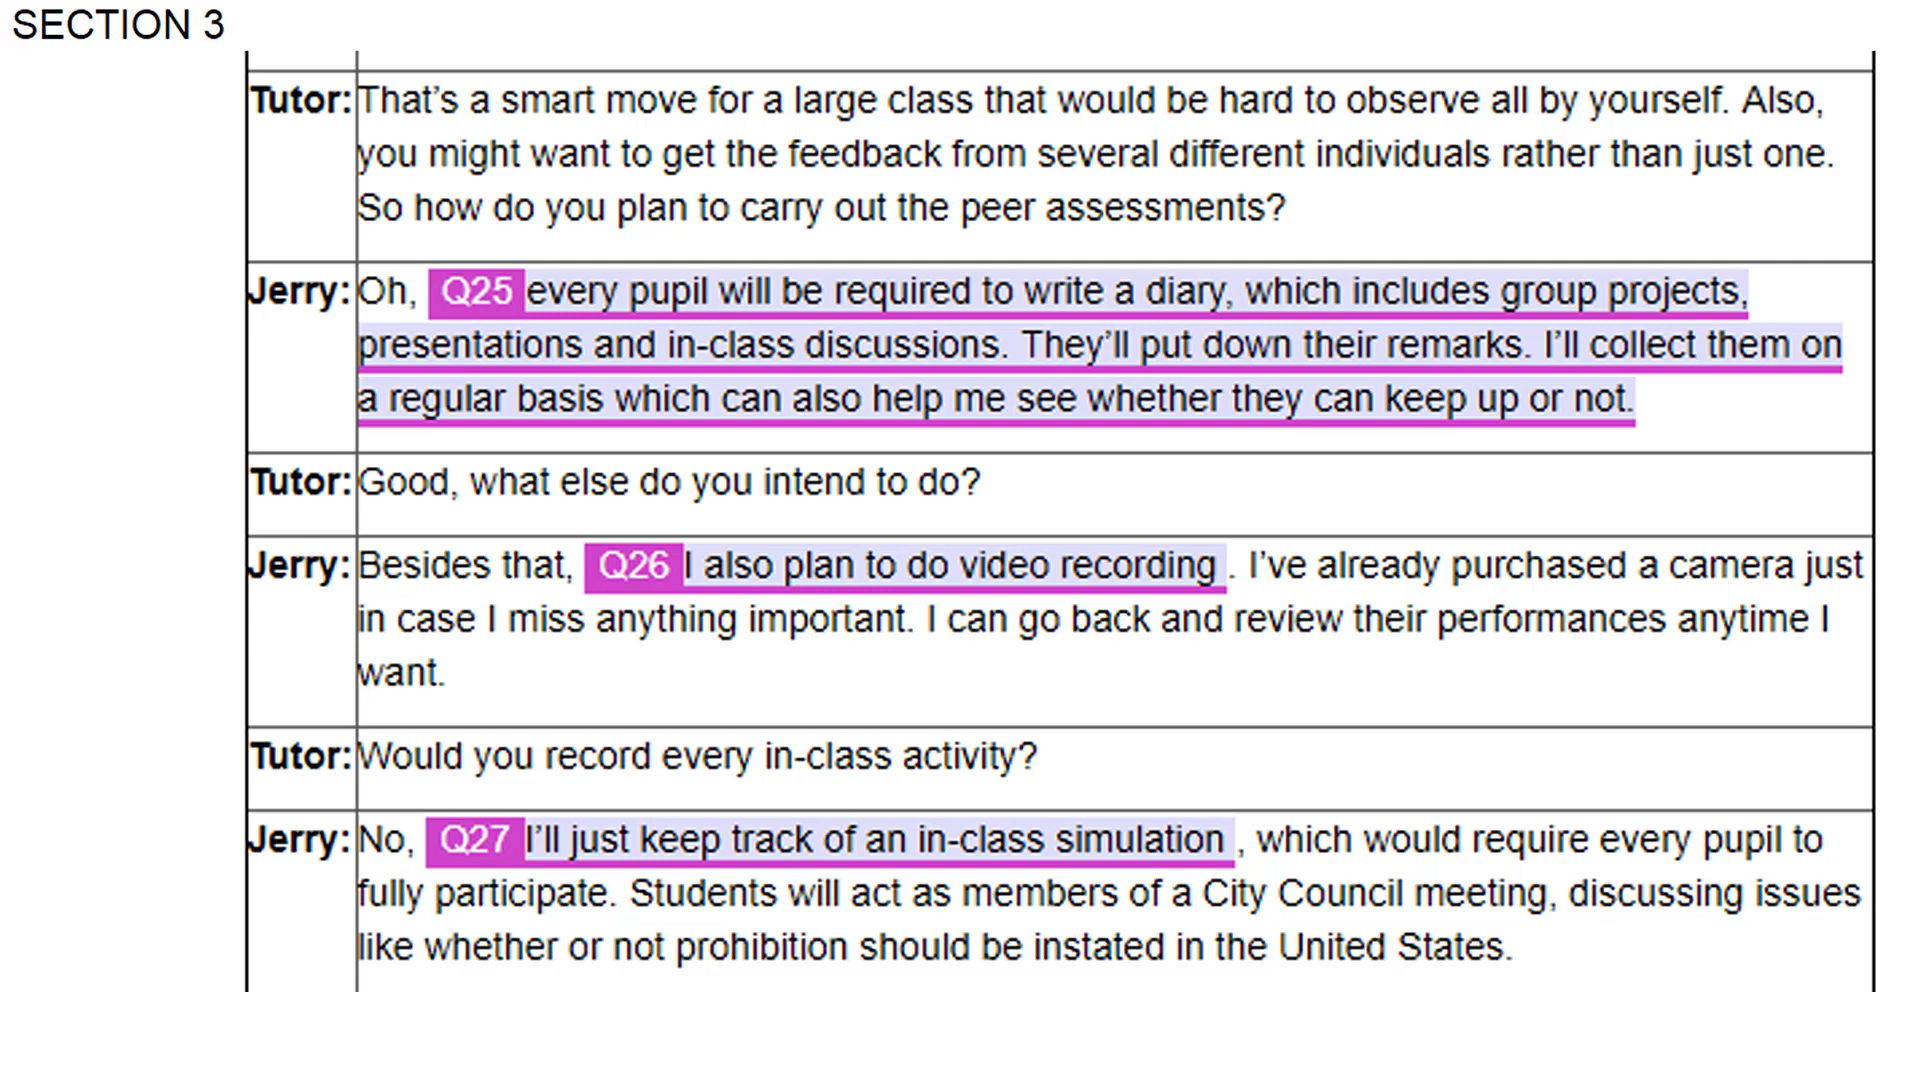 SECTION 3
Tutor: That’s a smart move for a large class that would be hard to observe all by yourself. Also,
you might want to get the feedback from several different individuals rather than just one.
So how do you plan to carry out the peer assessments?
Jerry: Oh, Q25 every pupil will be required to write a diary, which includes group projects,
presentations and in-class discussions. They’ll put down their remarks. I’ll collect them on
a regular basis which can also help me see whether they can keep up or not.
Tutor: Good, what else do you intend to do?
Jerry: Besides that, Q26 I also plan to do video recording . I’ve already purchased a camera just
in case I miss anything important. I can go back and review their performances anytime I
want.
Tutor: Would you record every in-class activity?
Jerry: No, Q27 I’ll just keep track of an in-class simulation , which would require every pupil to
fully participate. Students will act as members of a City Council meeting, discussing issues
like whether or not prohibition should be instated in the United States.